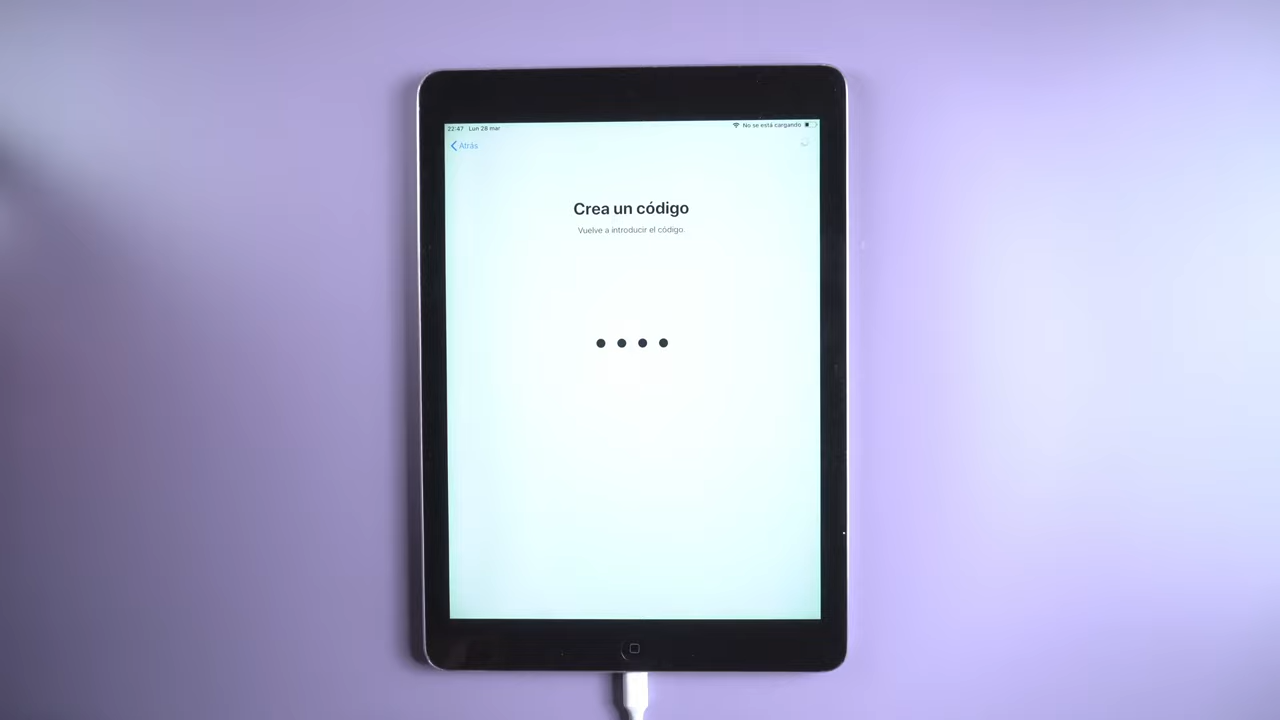 22:47 Lun 28 mar
No se está cargando
Atrás
Crea un código
Vuelve a introducir el código.